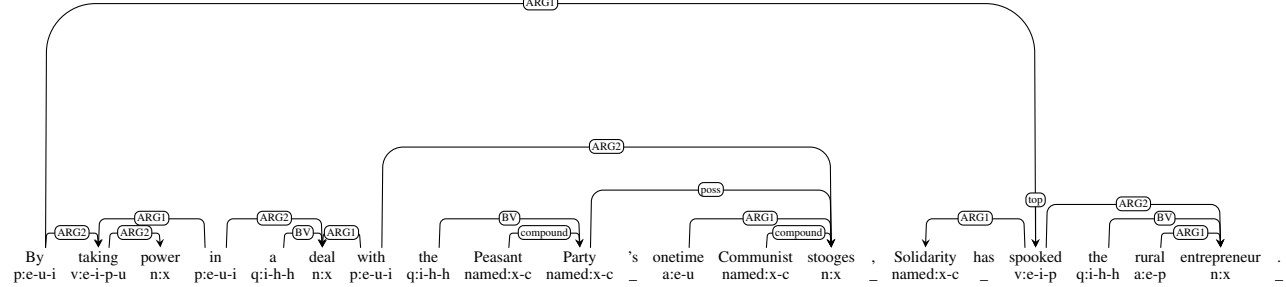 ARG1
ARG2
poss
top
ARG2
ARG1 ARG2 BV ARG1 ARG1 BV
ARG2 ARG2 BV ARG1 compound compound ARG1
By taking power in a deal with the Peasant Party 's onetime Communist stooges , Solidarity has spooked the rural entrepreneur .
p:e-u-i v:e-i-p-u n:x p:e-u-i q:i-h-h n:x p:e-u-i q:i-h-h named:x-c named:x-c _ a:e-u named:x-c n:x _ named:x-c _ v:e-i-p q:i-h-h a:e-p n:x _